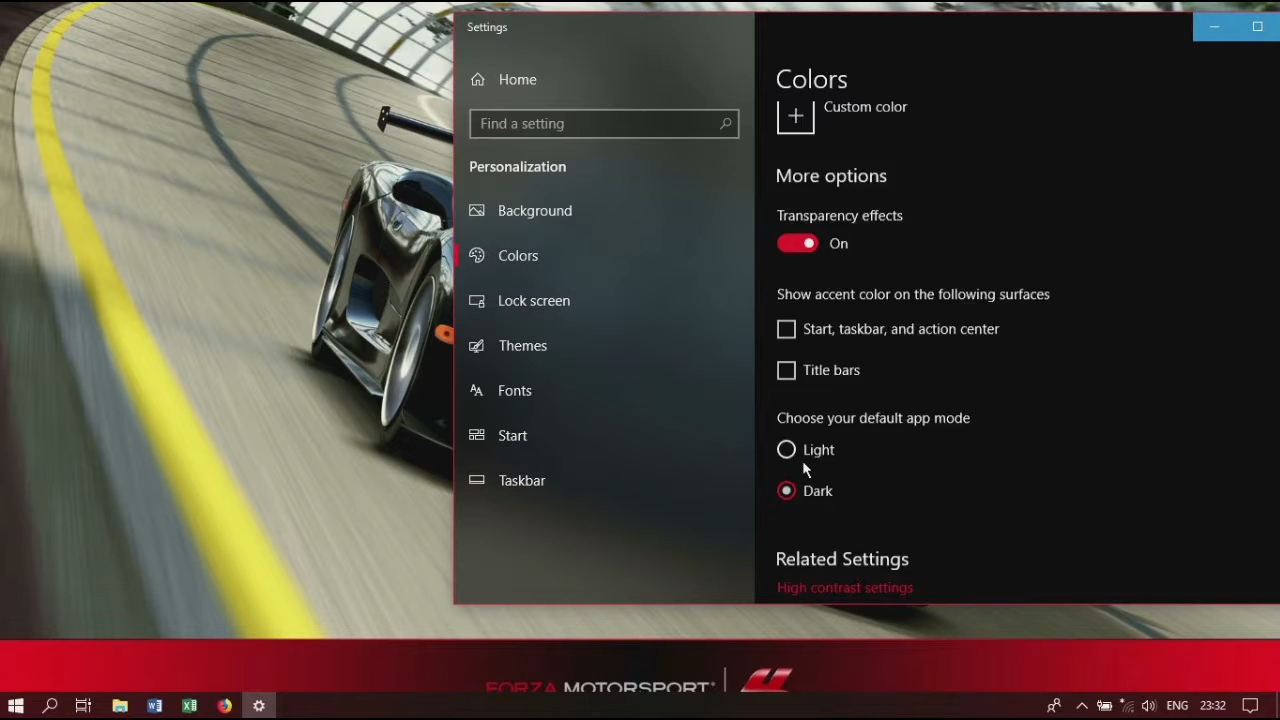 Settings
Home
Find a setting
Personalization
Background
Colors
Lock screen
Themes
Fonts
Start
Taskbar
Colors
Custom color
More options
Transparency effects
On
Show accent color on the following surfaces
Start, taskbar, and action center
Title bars
Choose your default app mode
Light
Dark
Related Settings
High contrast settings
FORZA MOTORSPORT 4
ENG 23:32